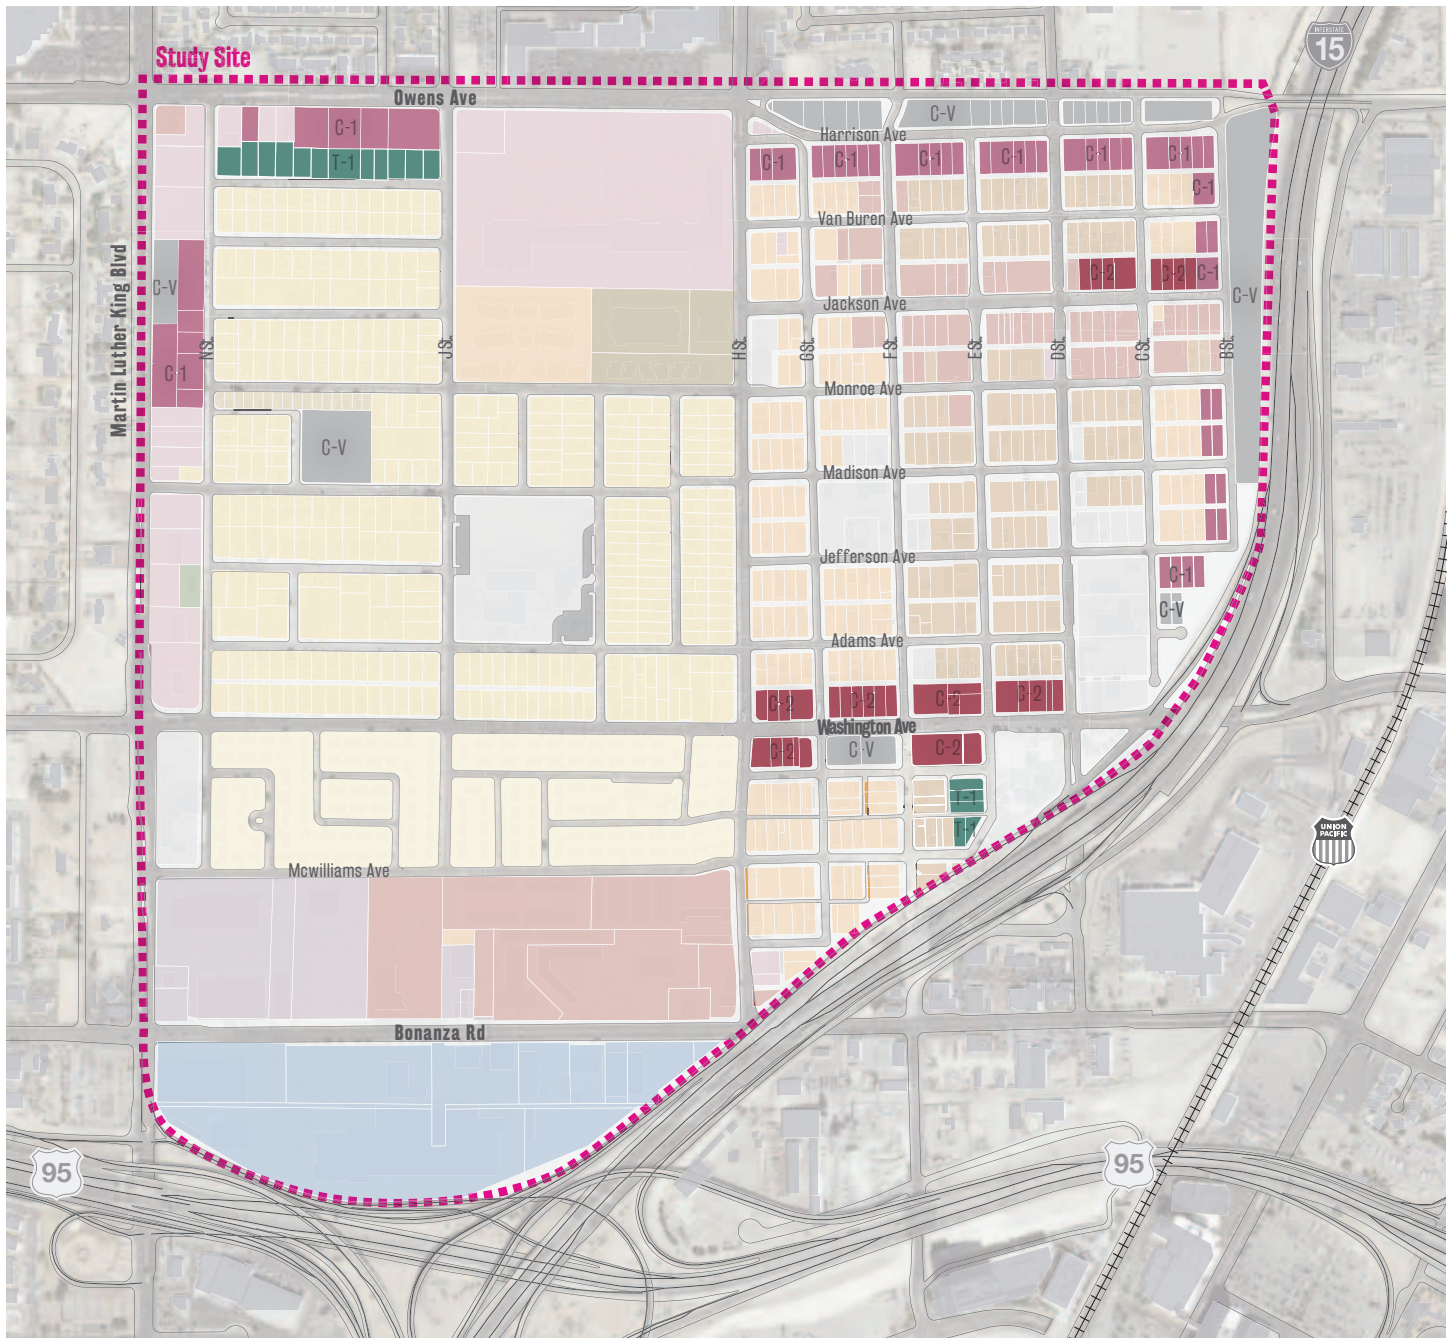 Study Site
INTERSTATE
15
Owens Ave
C-1
C-V
T-1
Harrison Ave
C-1
C-1
C-1
C-1
C-1
C-1
C-1
Van Buren Ave
Martin Luther King Blvd
C-V
C-2
C-2
C-1
C-V
Jackson Ave
N St.
J St.
H St.
G St.
F St.
E St.
D St.
C St.
B St.
C-1
Monroe Ave
C-V
Madison Ave
Jefferson Ave
C-1
C-V
Adams Ave
C-2
C-2
C-2
C-2
Washington Ave
C-2
C-V
C-2
T-1
T-1
UNION
PACIFIC
Mcwilliams Ave
Bonanza Rd
95
95